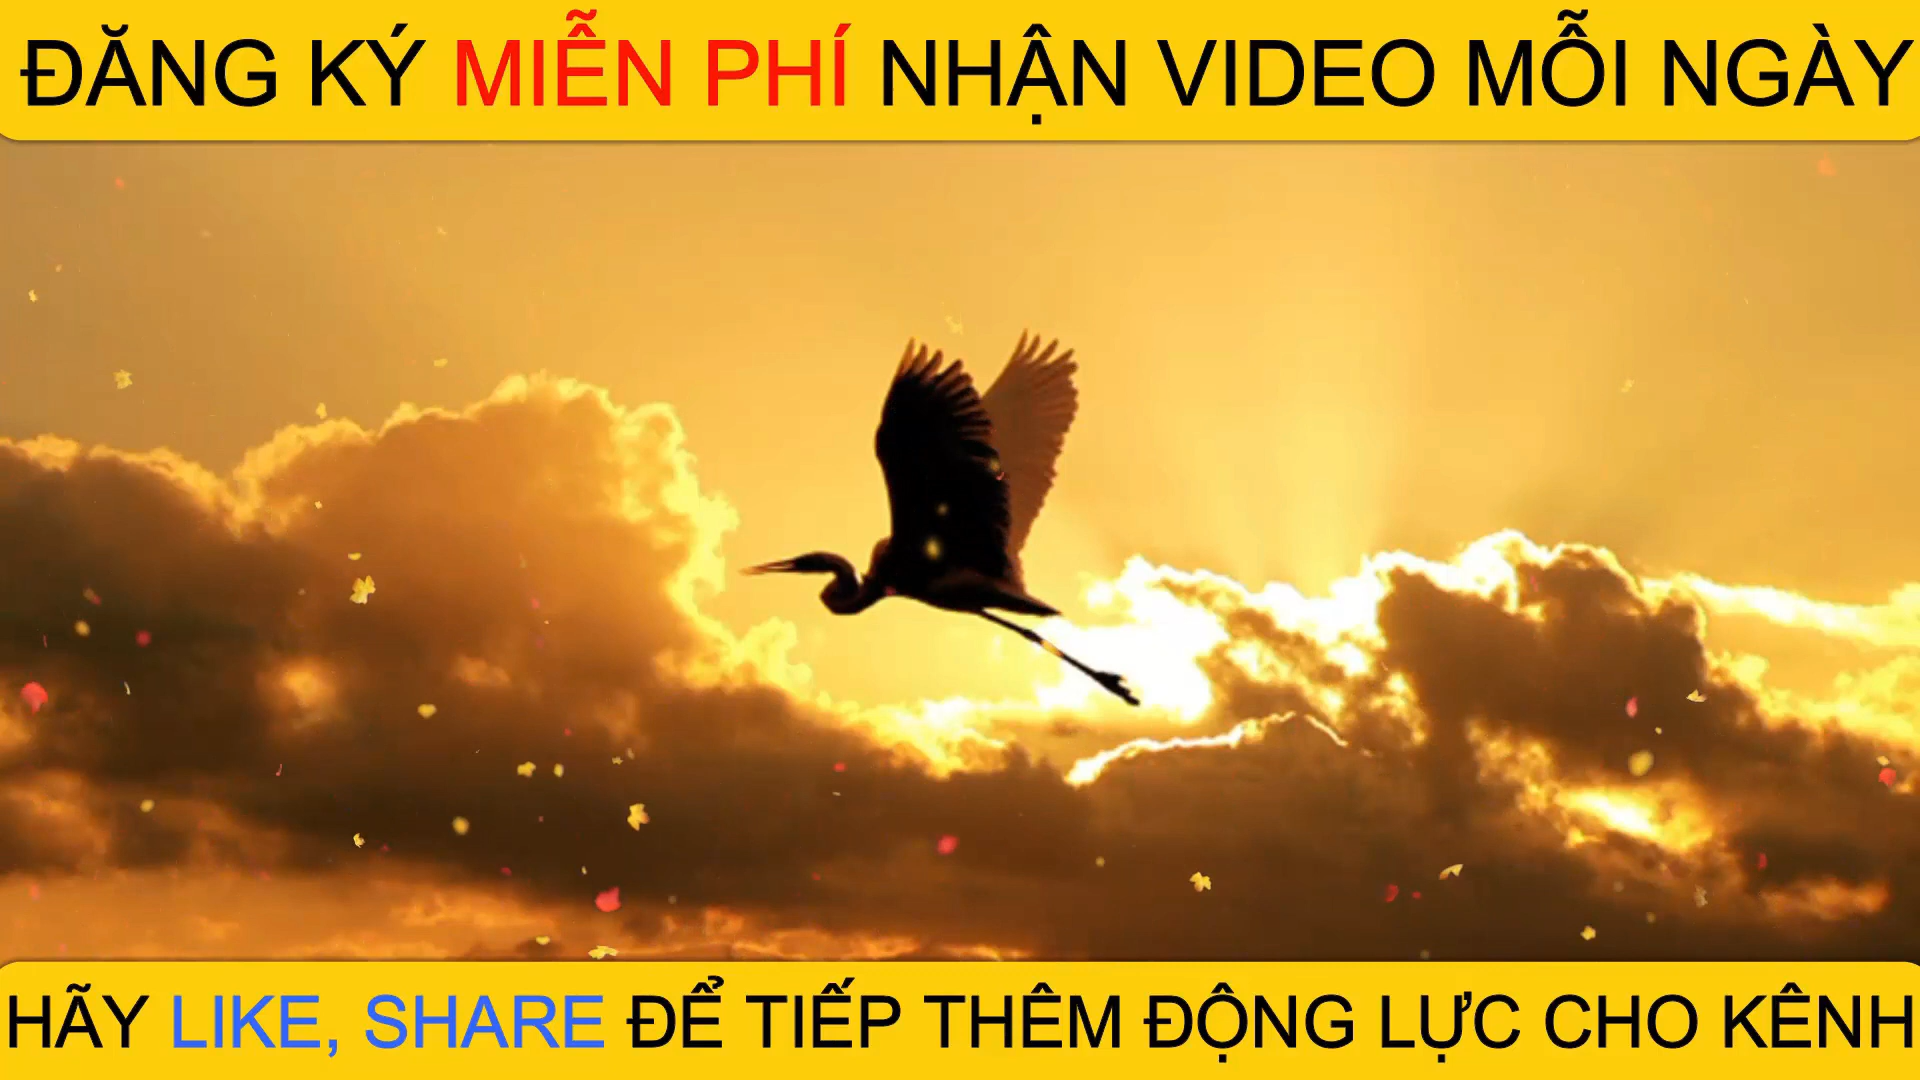 ĐĂNG KÝ MIỄN PHÍ NHẬN VIDEO MỖI NGÀY
HÃY LIKE, SHARE ĐỂ TIẾP THÊM ĐỘNG LỰC CHO KÊNH